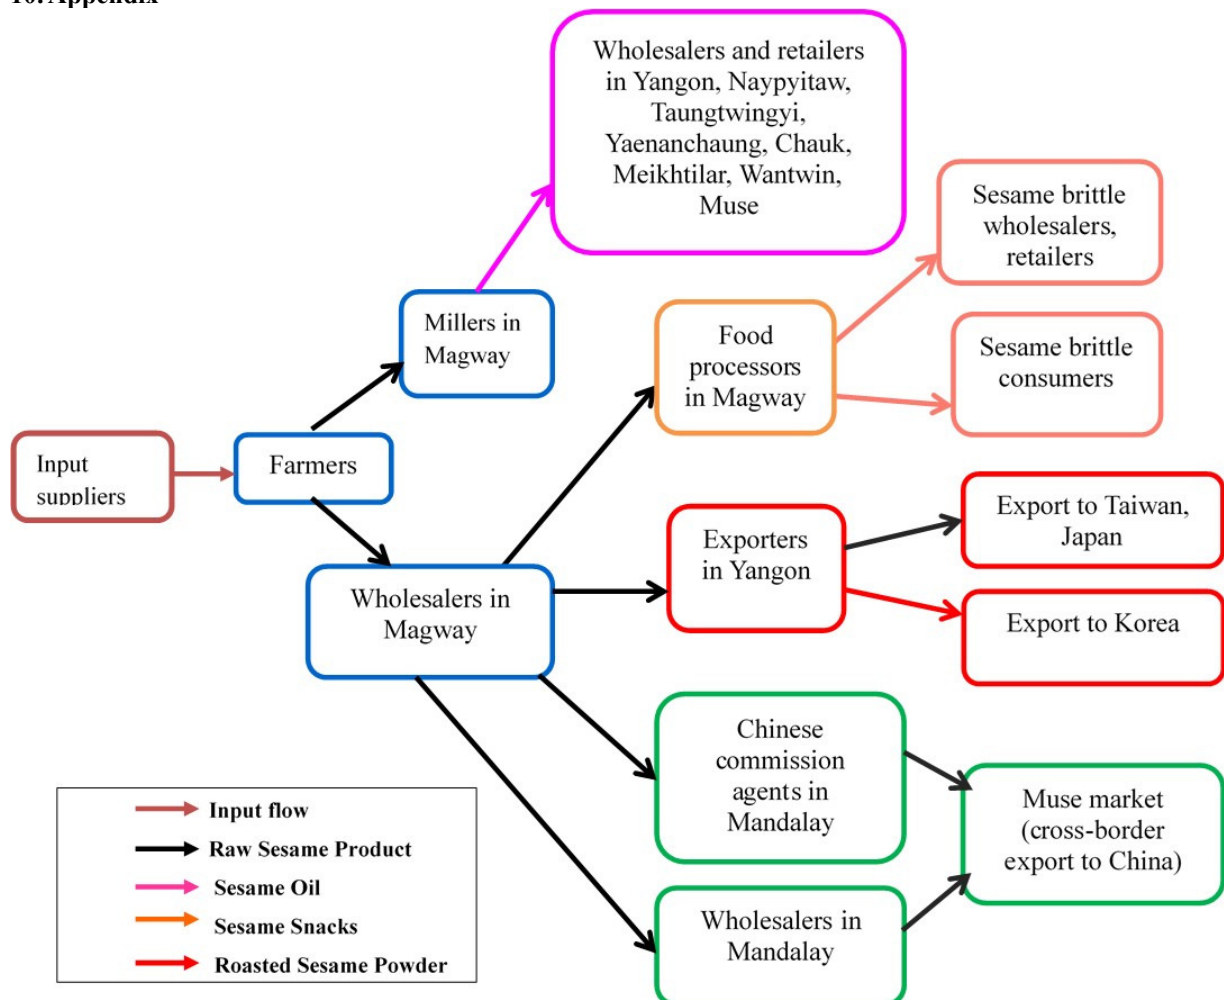 10. Appendix
Wholesalers and retailers
in Yangon, Naypyitaw,
Taungtwingyi,
Yaenanchaung, Chauk,
Meikhtilar, Wantwin,
Muse
Sesame brittle
wholesalers,
retailers
Millers in
Magway
Food
processors
in Magway
Sesame brittle
consumers
Input
suppliers
Farmers
Exporters
in Yangon
Export to Taiwan,
Japan
Wholesalers in
Magway
Export to Korea
Chinese
commission
agents in
Mandalay
Muse market
(cross-border
export to China)
Wholesalers in
Mandalay
Input flow
Raw Sesame Product
Sesame Oil
Sesame Snacks
Roasted Sesame Powder